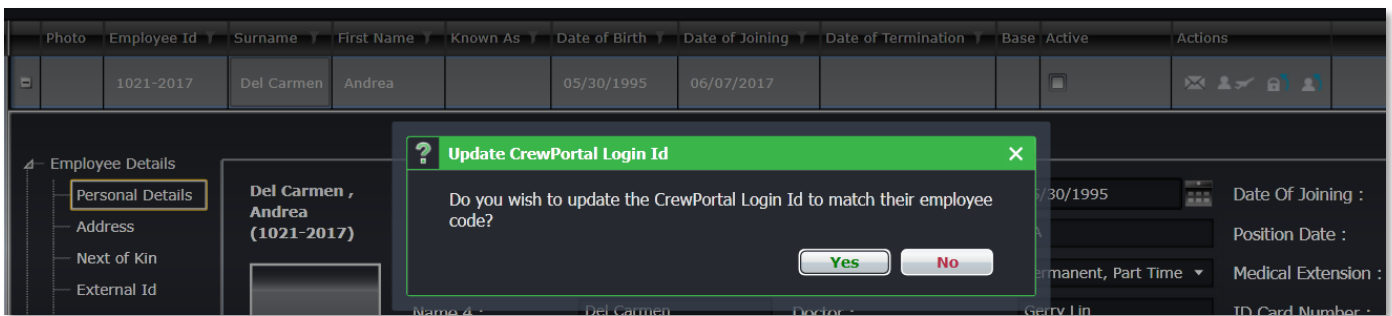 Photo Employee Id Surname First Name Known As Date of Birth Date of Joining Date of Termination Base Active Actions
1021-2017 Del Carmen Andrea 05/30/1995 06/07/2017
Update CrewPortal Login Id
Do you wish to update the CrewPortal Login Id to match their employee
code?
Yes No
Employee Details
Personal Details
Address
Next of Kin
External Id
Del Carmen ,
Andrea
(1021-2017)
/30/1995 Date Of Joining :
A Position Date :
ermanent, Part Time Medical Extension :
Name 4 : Del Carmen Doctor : Gerry Lin ID Card Number :